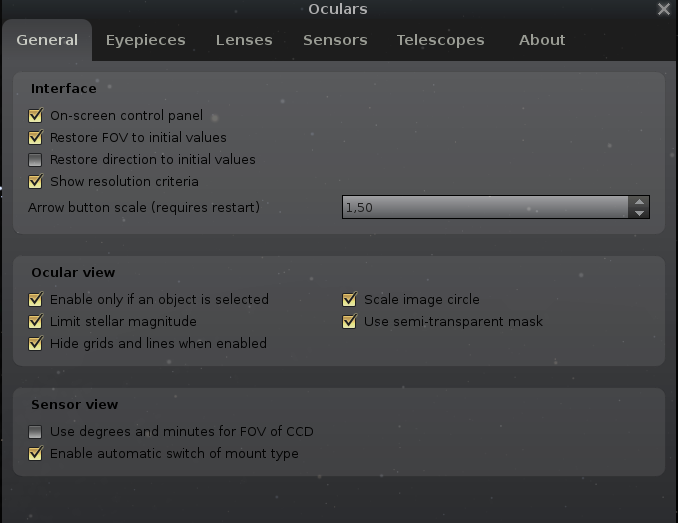 Oculars
General Eyepieces Lenses Sensors Telescopes About
Interface
On-screen control panel
Restore FOV to initial values
Restore direction to initial values
Show resolution criteria
Arrow button scale (requires restart) 1,50
Ocular view
Enable only if an object is selected Scale image circle
Limit stellar magnitude Use semi-transparent mask
Hide grids and lines when enabled
Sensor view
Use degrees and minutes for FOV of CCD
Enable automatic switch of mount type